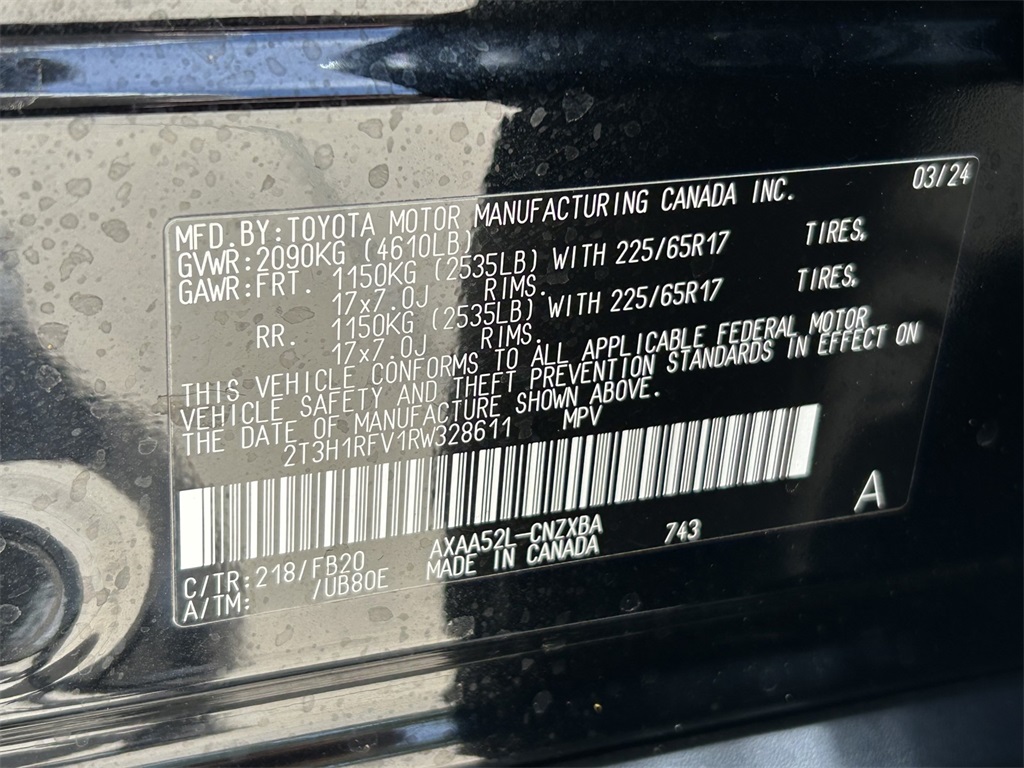 03/24
MFD.BY:TOYOTA MOTOR MANUFACTURING CANADA INC.
GVWR:2090KG (4610LB)
GAWR:FRT. 1150KG (2535LB) WITH 225/65R17 TIRES,
17x7.0J RIMS.
RR. 1150KG (2535LB) WITH 225/65R17 TIRES,
17x7.0J RIMS.
THIS VEHICLE CONFORMS TO ALL APPLICABLE FEDERAL MOTOR
VEHICLE SAFETY AND THEFT PREVENTION STANDARDS IN EFFECT ON
THE DATE OF MANUFACTURE SHOWN ABOVE.
2T3H1RFV1RW328611 MPV
A
C/TR:218/FB20 AXAA52L-CNZXBA 743
A/TM: /UB80E MADE IN CANADA